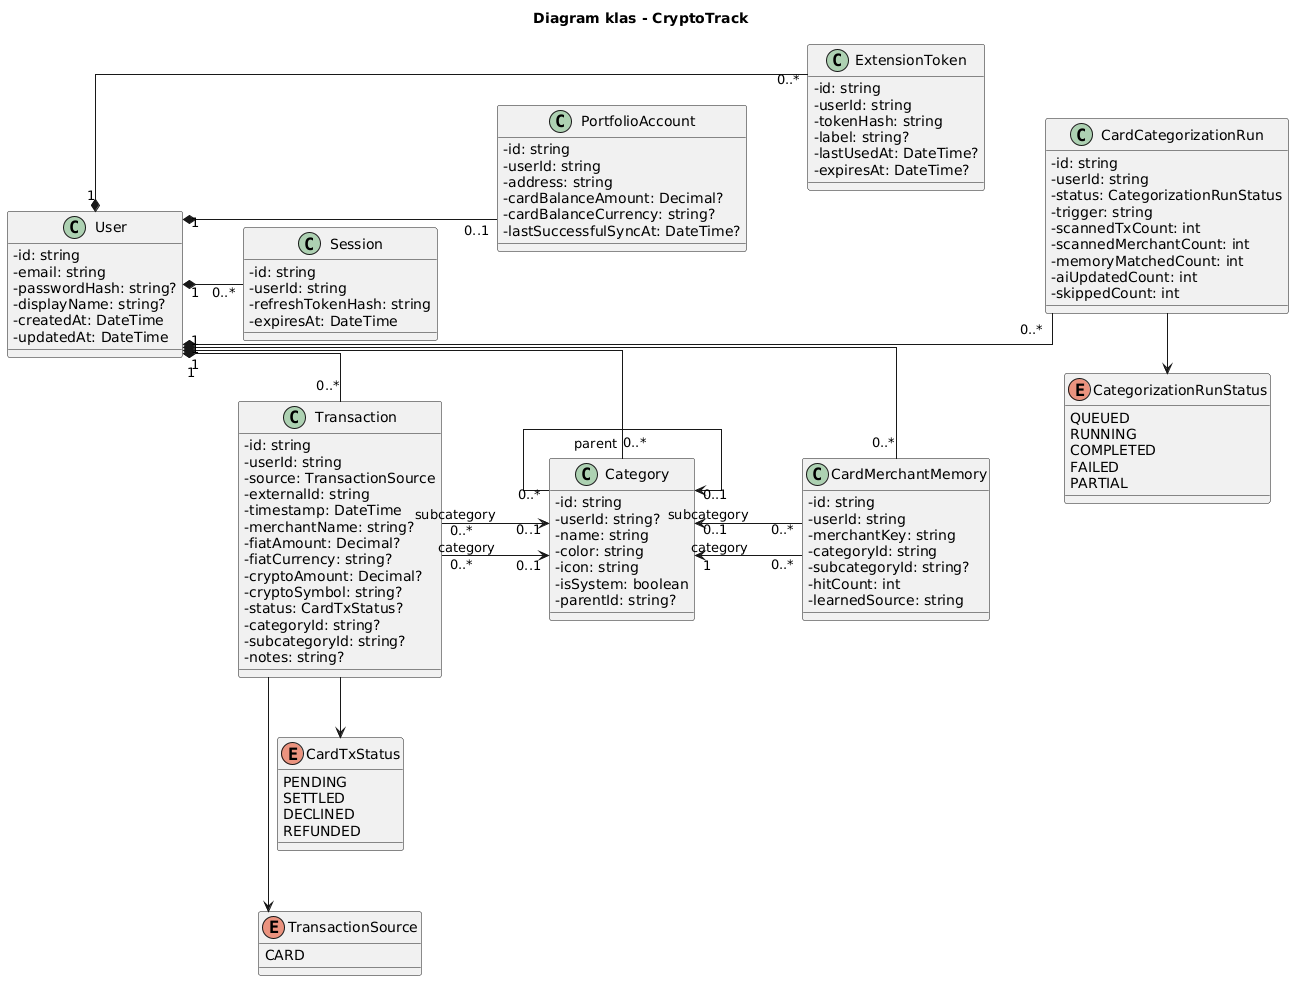 Diagram klas - CryptoTrack
C ExtensionToken
-id: string
-userId: string
-tokenHash: string
-label: string?
-lastUsedAt: DateTime?
-expiresAt: DateTime?
0..*
1
C PortfolioAccount
-id: string
-userId: string
-address: string
-cardBalanceAmount: Decimal?
-cardBalanceCurrency: string?
-lastSuccessfulSyncAt: DateTime?
1
0..1
C CardCategorizationRun
-id: string
-userId: string
-status: CategorizationRunStatus
-trigger: string
-scannedTxCount: int
-scannedMerchantCount: int
-memoryMatchedCount: int
-aiUpdatedCount: int
-skippedCount: int
0..*
C User
-id: string
-email: string
-passwordHash: string?
-displayName: string?
-createdAt: DateTime
-updatedAt: DateTime
C Session
-id: string
-userId: string
-refreshTokenHash: string
-expiresAt: DateTime
1
0..*
1
1
1
1
0..*
E CategorizationRunStatus
QUEUED
RUNNING
COMPLETED
FAILED
PARTIAL
C Transaction
-id: string
-userId: string
-source: TransactionSource
-externalId: string
-timestamp: DateTime
-merchantName: string?
-fiatAmount: Decimal?
-fiatCurrency: string?
-cryptoAmount: Decimal?
-cryptoSymbol: string?
-status: CardTxStatus?
-categoryId: string?
-subcategoryId: string?
-notes: string?
parent
0..*
0..*
C Category
-id: string
-userId: string?
-name: string
-color: string
-icon: string
-isSystem: boolean
-parentId: string?
0..*
0..1
C CardMerchantMemory
-id: string
-userId: string
-merchantKey: string
-categoryId: string
-subcategoryId: string?
-hitCount: int
-learnedSource: string
subcategory
0..*
0..1
category
0..*
0..1
subcategory
0..1
0..*
category
1
0..*
E CardTxStatus
PENDING
SETTLED
DECLINED
REFUNDED
E TransactionSource
CARD